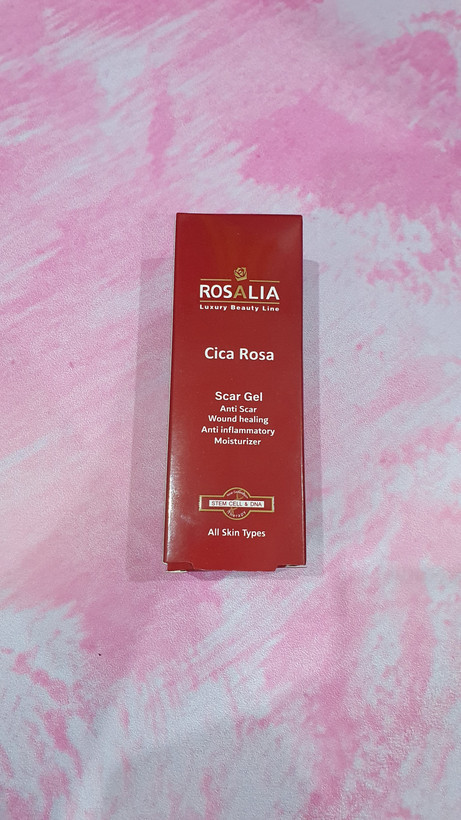 ROSALIA
Luxury Beauty Line
Cica Rosa
Scar Gel
Anti Scar
Wound healing
Anti inflammatory
Moisturizer
STEM CELL & DNA
All Skin Types